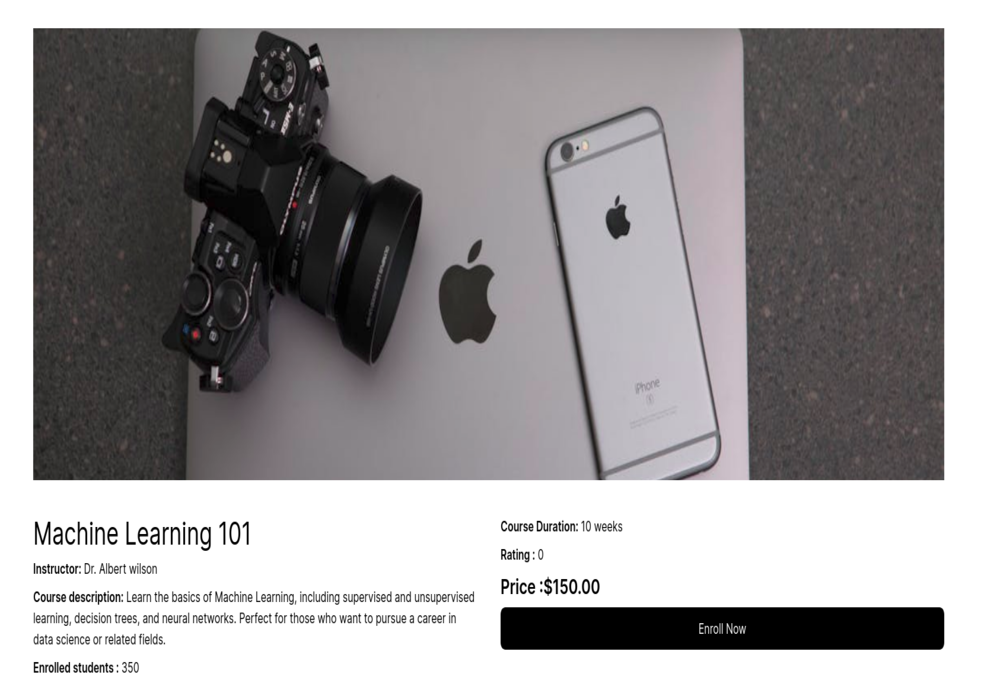 iPhone
Machine Learning 101
Instructor: Dr. Albert wilson
Course description: Learn the basics of Machine Learning, including supervised and unsupervised
learning, decision trees, and neural networks. Perfect for those who want to pursue a career in
data science or related fields.
Enrolled students : 350
Course Duration: 10 weeks
Rating : 0
Price :$150.00
Enroll Now